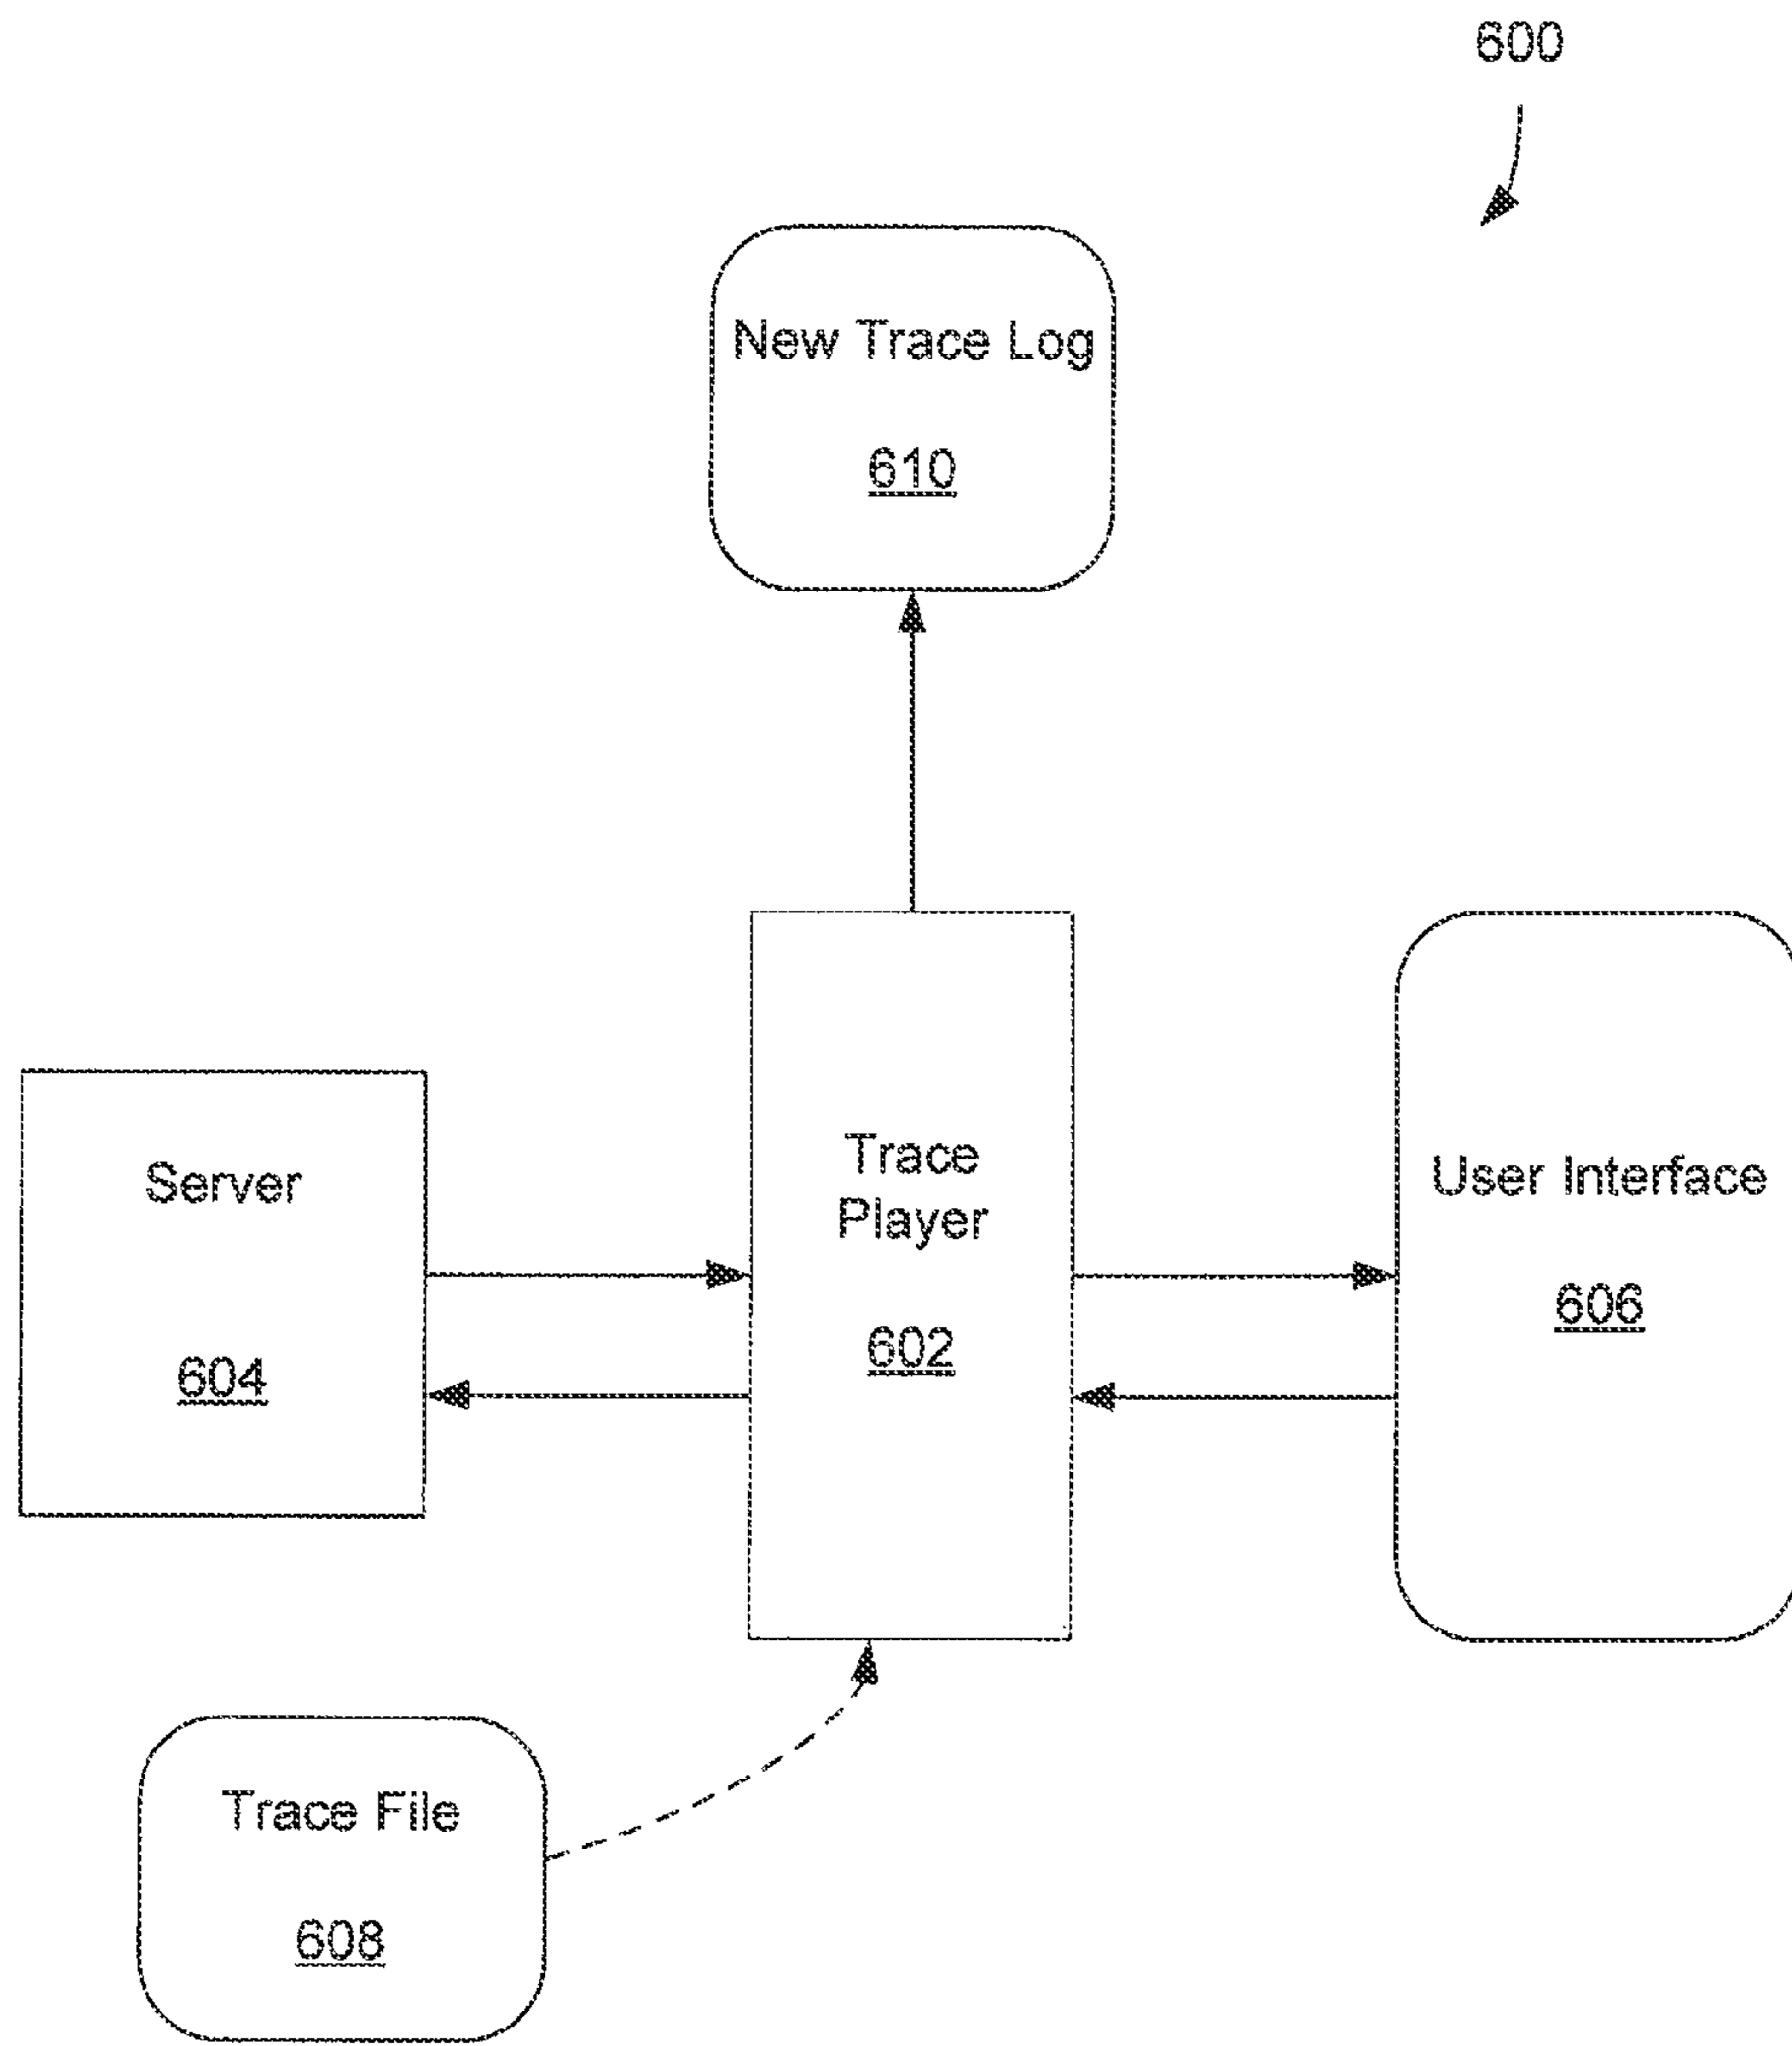 600
New Trace Log
610
Server
604
Trace
Player
602
User Interface
606
Trace File
608